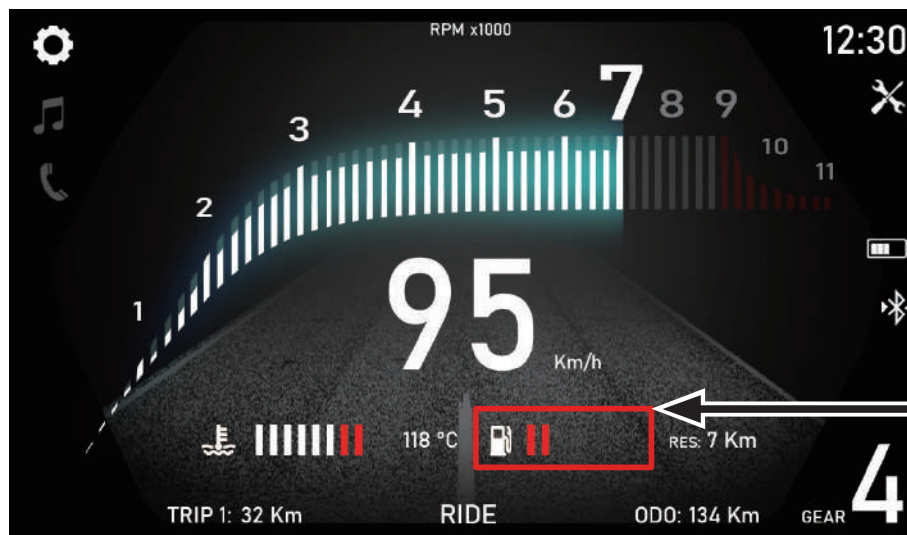 RPM x1000
12:30
1
2
3
4
5
6
7
8
9
10
11
95
Km/h
118 °C
RES: 7 Km
TRIP 1: 32 Km
RIDE
ODO: 134 Km
GEAR 4